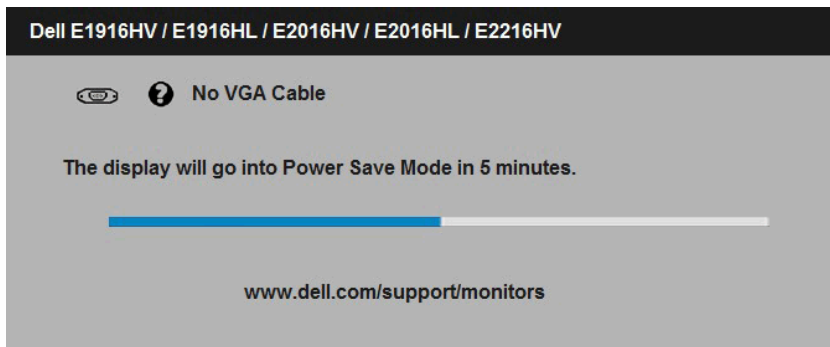 Dell E1916HV / E1916HL / E2016HV / E2016HL / E2216HV
No VGA Cable
The display will go into Power Save Mode in 5 minutes.
www.dell.com/support/monitors